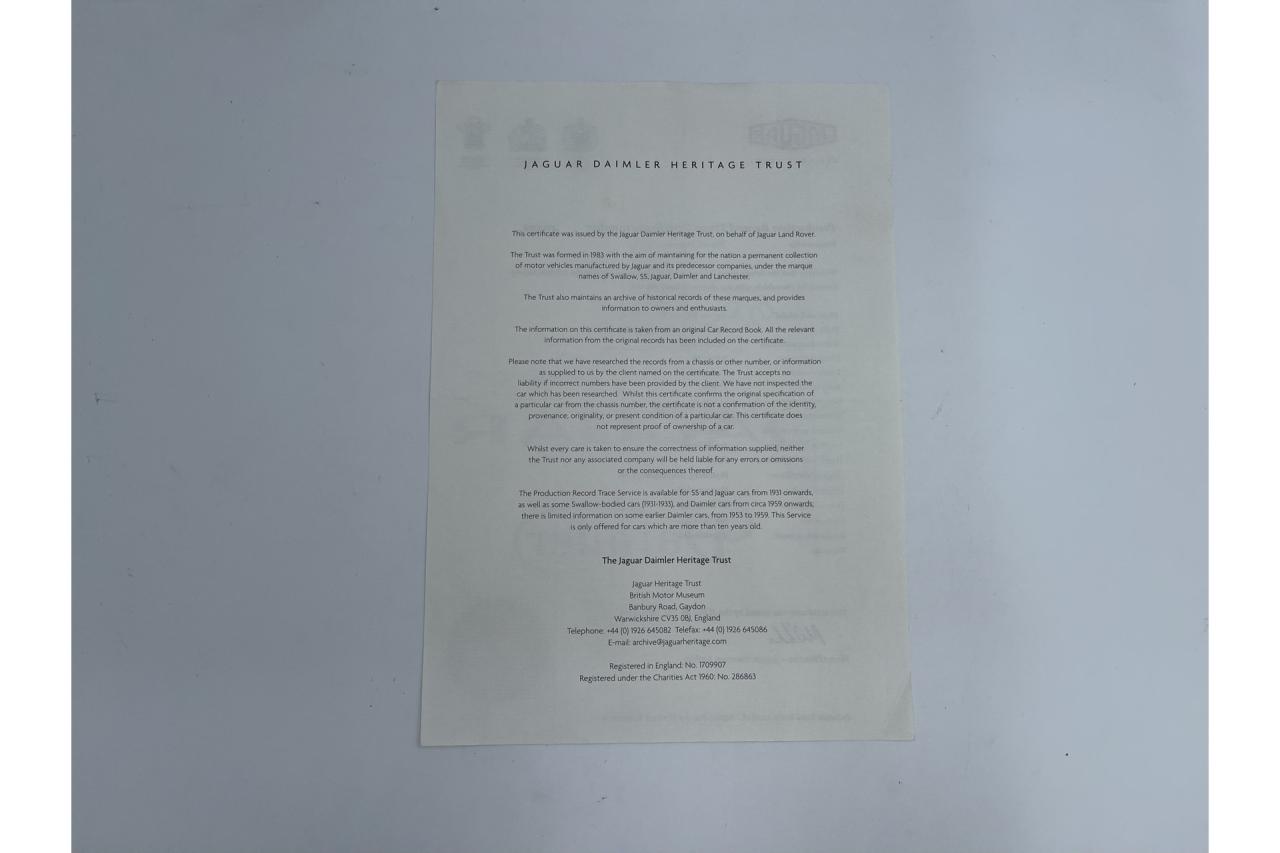 JAGUAR DAIMLER HERITAGE TRUST
This certificate was issued by the Jaguar Daimler Heritage Trust, on behalf of Jaguar Land Rover.
The Trust was formed in 1983 with the aim of maintaining for the nation a permanent collection
of motor vehicles manufactured by Jaguar and its predecessor companies, under the marque
names of Swallow, SS, Jaguar, Daimler and Lanchester.
The Trust also maintains an archive of historical records of these marques, and provides
information to owners and enthusiasts.
The information on this certificate is taken from an original Car Record Book. All the relevant
information from the original records has been included on the certificate.
Please note that we have researched the records from a chassis or other number, or information
as supplied to us by the client named on the certificate. The Trust accepts no
liability if incorrect numbers have been provided by the client. We have not inspected the
car which has been researched. Whilst this certificate confirms the original specification of
a particular car from the chassis number, the certificate is not a confirmation of the identity,
provenance, originality, or present condition of a particular car. This certificate does
not represent proof of ownership of a car.
Whilst every care is taken to ensure the correctness of information supplied, neither
the Trust nor any associated company will be held liable for any errors or omissions
or the consequences thereof.
The Production Record Trace Service is available for SS and Jaguar cars from 1931 onwards,
as well as some Swallow-bodied cars (1931-1933), and Daimler cars from circa 1959 onwards;
there is limited information on some earlier Daimler cars, from 1953 to 1959. This Service
is only offered for cars which are more than ten years old.
The Jaguar Daimler Heritage Trust
Jaguar Heritage Trust
British Motor Museum
Banbury Road, Gaydon
Warwickshire CV35 0BJ, England
Telephone: +44 (0) 1926 645082 Telefax: +44 (0) 1926 645086
E-mail: archive@jaguarheritage.com
Registered in England: No. 1709907
Registered under the Charities Act 1960: No. 286863